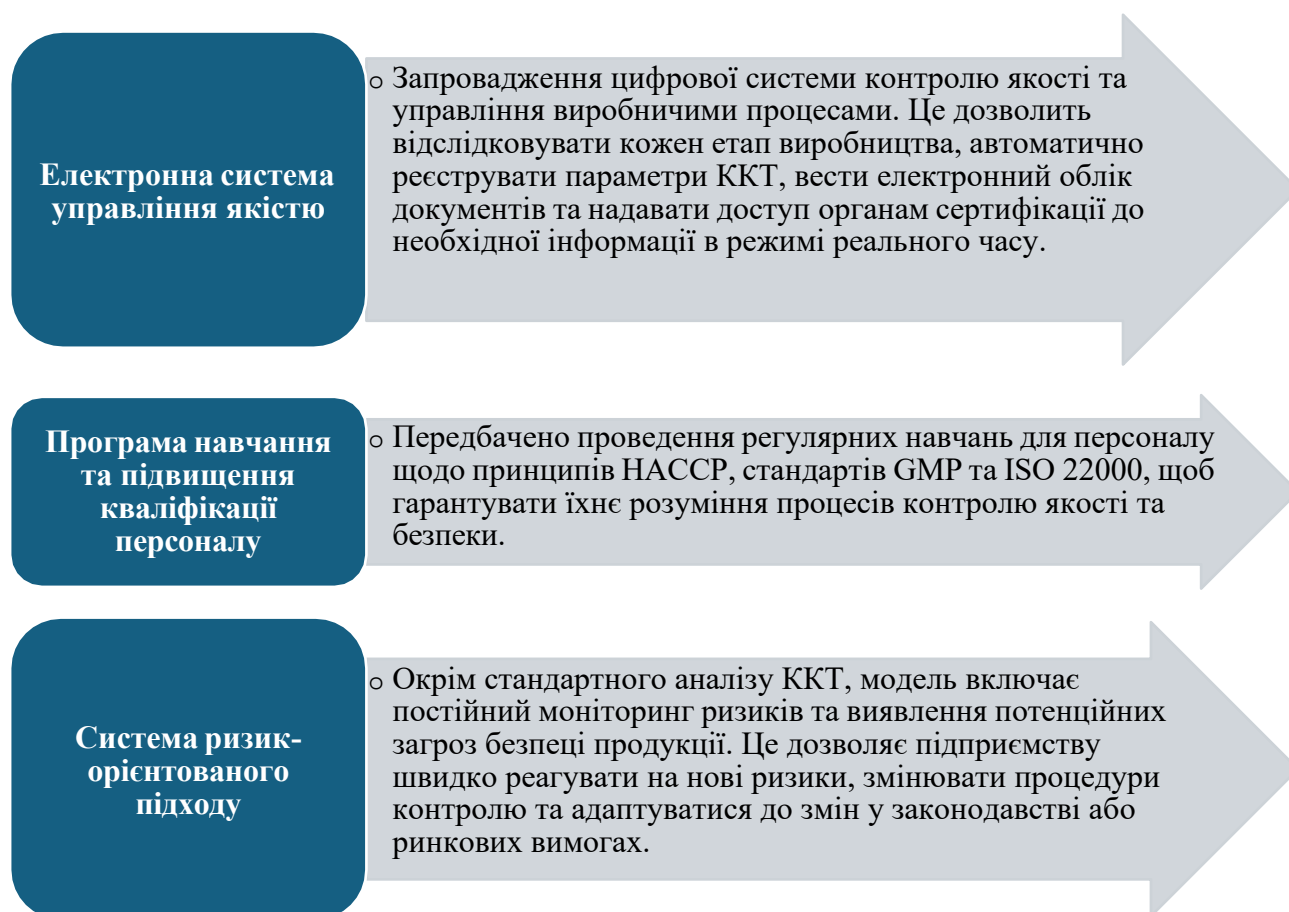 Електронна система
управління якістю
o Запровадження цифрової системи контролю якості та
управління виробничими процесами. Це дозволить
відслідковувати кожен етап виробництва, автоматично
реєструвати параметри ККТ, вести електронний облік
документів та надавати доступ органам сертифікації до
необхідної інформації в режимі реального часу.
Програма навчання
та підвищення
кваліфікації
персоналу
o Передбачено проведення регулярних навчань для персоналу
щодо принципів HACCP, стандартів GMP та ISO 22000, щоб
гарантувати їхнє розуміння процесів контролю якості та
безпеки.
Система ризик-
орієнтованого
підходу
o Окрім стандартного аналізу ККТ, модель включає
постійний моніторинг ризиків та виявлення потенційних
загроз безпеці продукції. Це дозволяє підприємству
швидко реагувати на нові ризики, змінювати процедури
контролю та адаптуватися до змін у законодавстві або
ринкових вимогах.